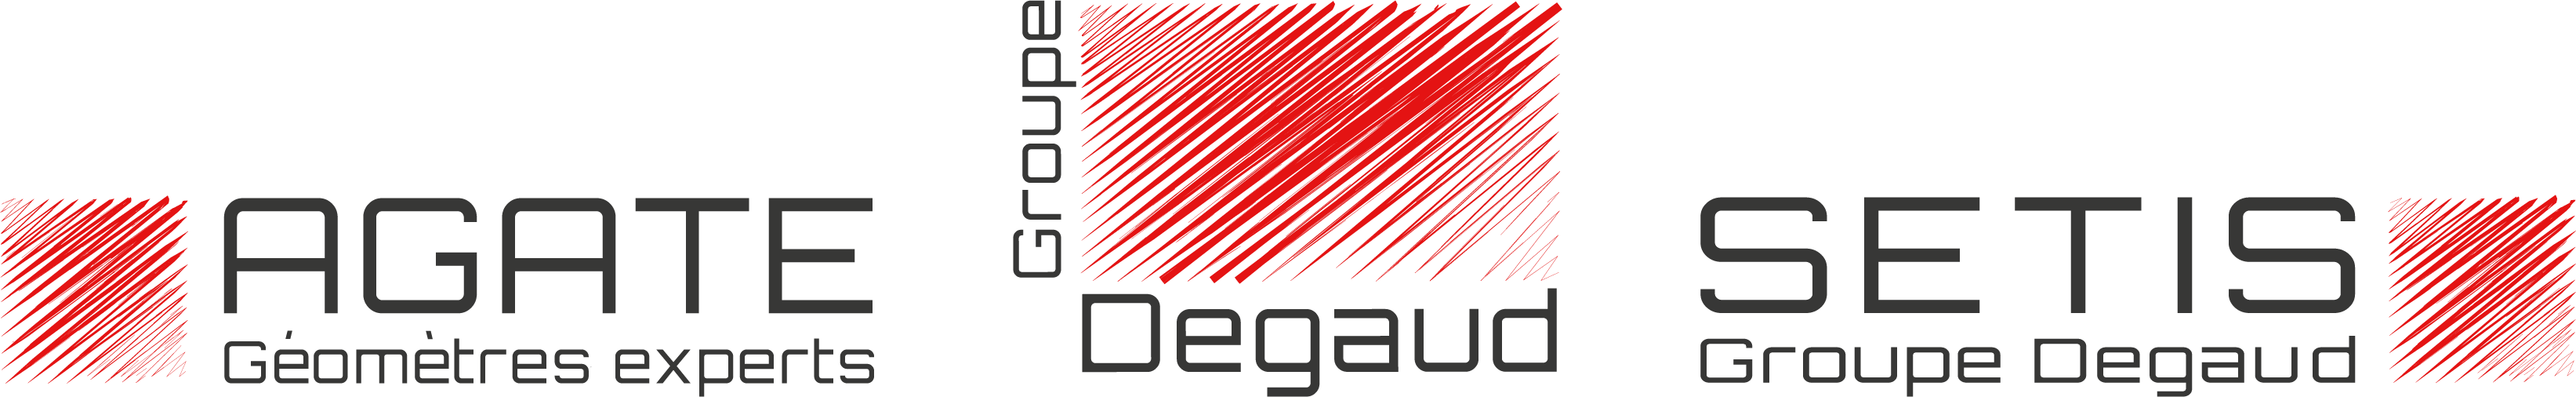 AGATE
Géomètres experts
Groupe
Degaud
SETIS
Groupe Degaud